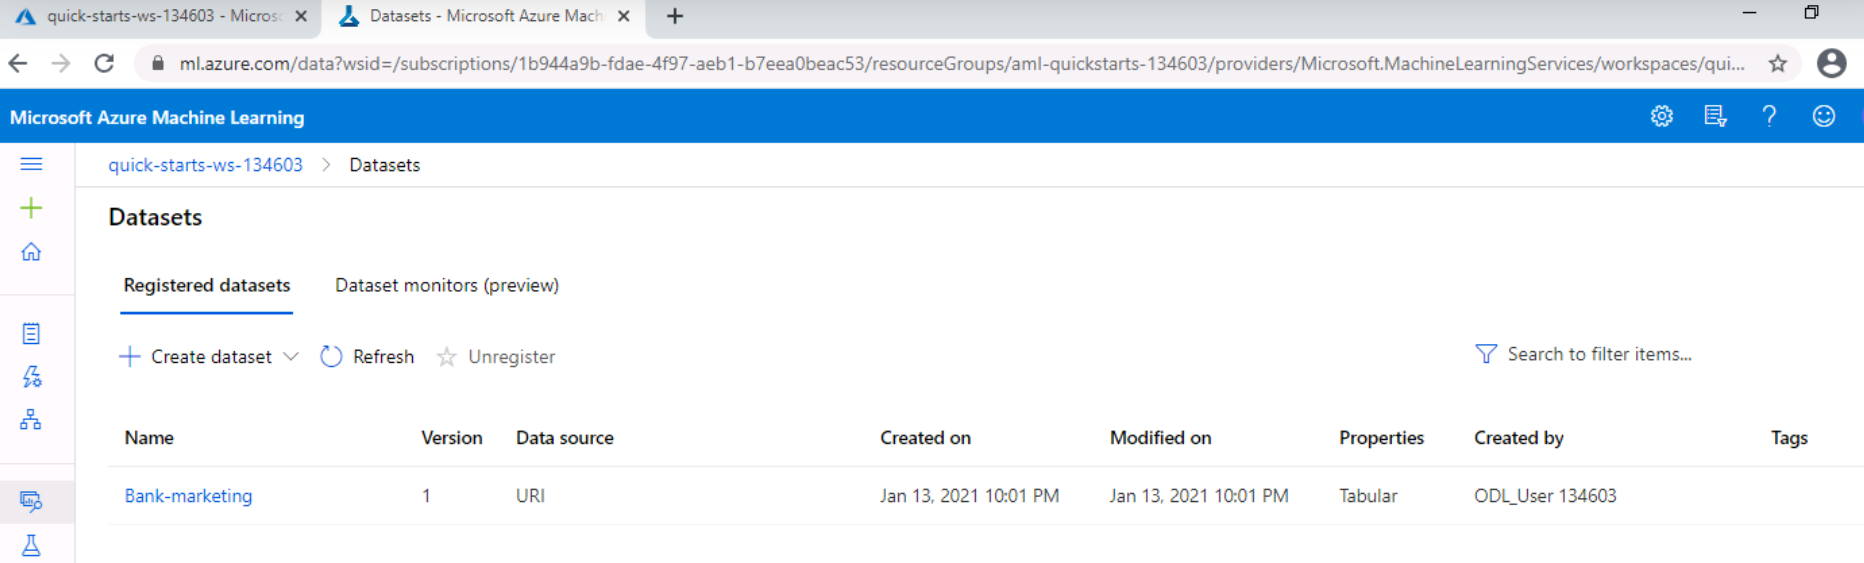 quick-starts-ws-134603 - Micros
Datasets - Microsoft Azure Mach
ml.azure.com/data?wsid=/subscriptions/1b944a9b-fdae-4f97-aeb1-b7eea0beac53/resourceGroups/aml-quickstarts-134603/providers/Microsoft.MachineLearningServices/workspaces/qui...
Microsoft Azure Machine Learning
quick-starts-ws-134603 > Datasets
Datasets
Registered datasets Dataset monitors (preview)
Create dataset Refresh Unregister Search to filter items...
Name Version Data source Created on Modified on Properties Created by Tags
Bank-marketing 1 URI Jan 13, 2021 10:01 PM Jan 13, 2021 10:01 PM Tabular ODL_User 134603